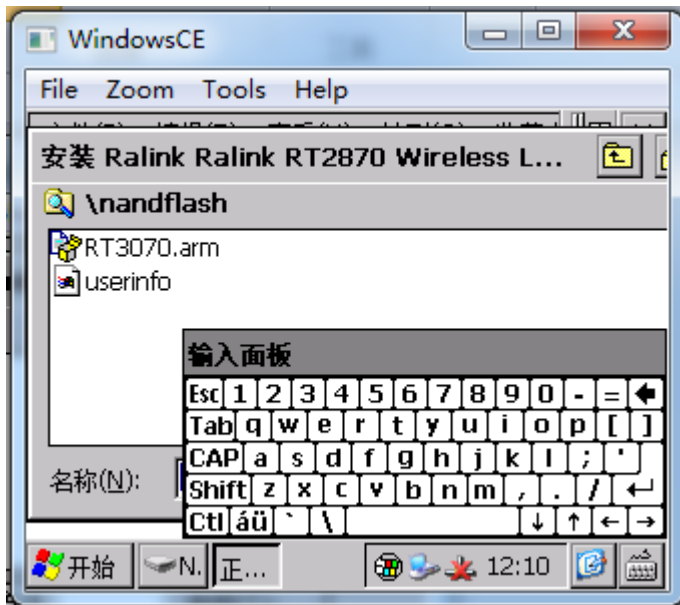 WindowsCE
File Zoom Tools Help
安装 Ralink Ralink RT2870 Wireless L...
\nandflash
RT3070.arm
userinfo
输入面板
Esc 1 2 3 4 5 6 7 8 9 0 - =
Tab q w e r t y u i o p [ ]
CAP a s d f g h j k l ; '
名称(N):
Shift z x c v b n m , . /
Ctl áü ` \ ↓ ↑ ← →
开始 N. 正... 12:10